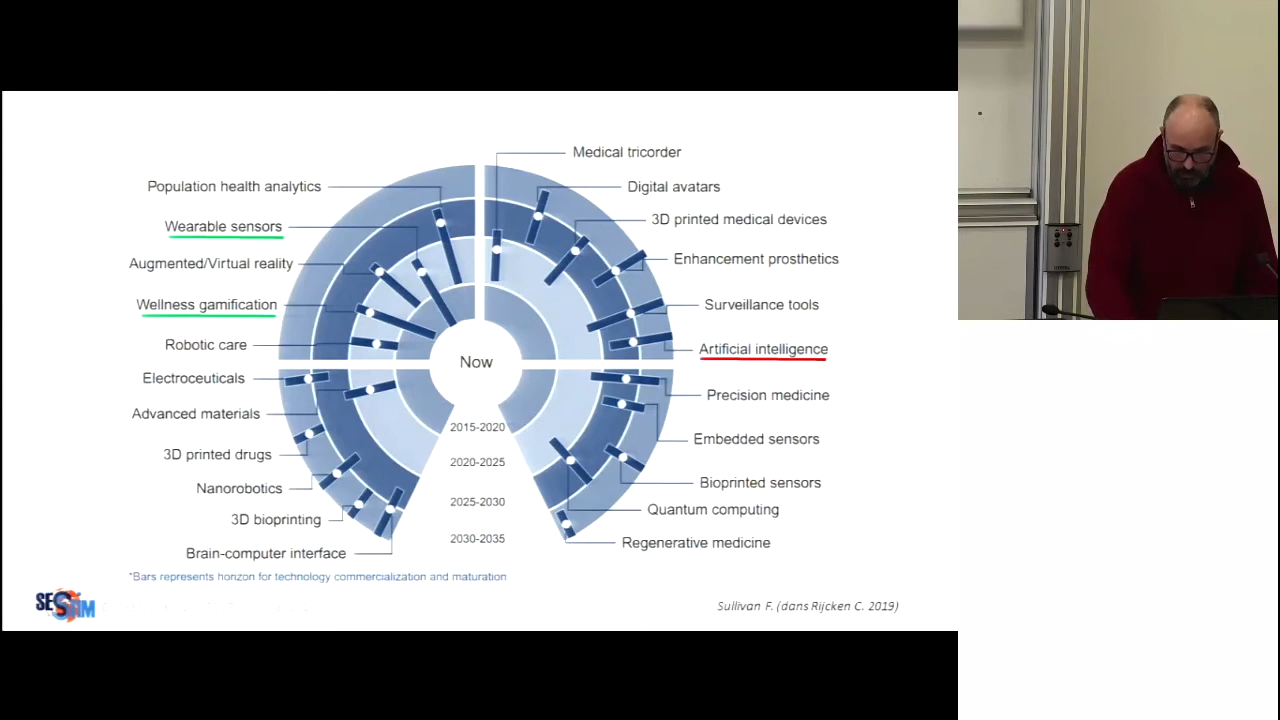 Medical tricorder
Population health analytics
Digital avatars
Wearable sensors
3D printed medical devices
Augmented/Virtual reality
Enhancement prosthetics
Wellness gamification
Surveillance tools
Robotic care
Artificial intelligence
Now
Electroceuticals
Precision medicine
Advanced materials
2015-2020
Embedded sensors
3D printed drugs
2020-2025
Nanorobotics
Bioprinted sensors
2025-2030
Quantum computing
3D bioprinting
2030-2035
Regenerative medicine
Brain-computer interface
*Bars represents horizon for technology commercialization and maturation
SESSTIM
Sullivan F. (dans Rijcken C. 2019)